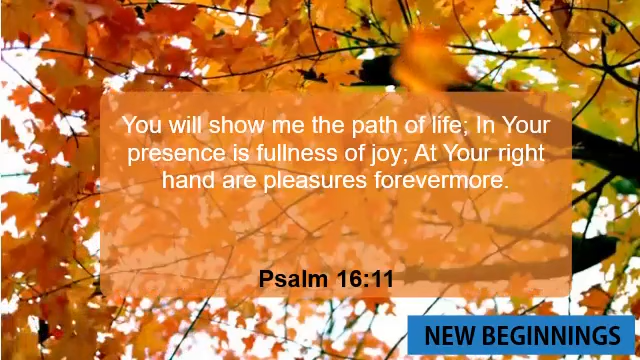 You will show me the path of life; In Your
presence is fullness of joy; At Your right
hand are pleasures forevermore.
Psalm 16:11
NEW BEGINNINGS